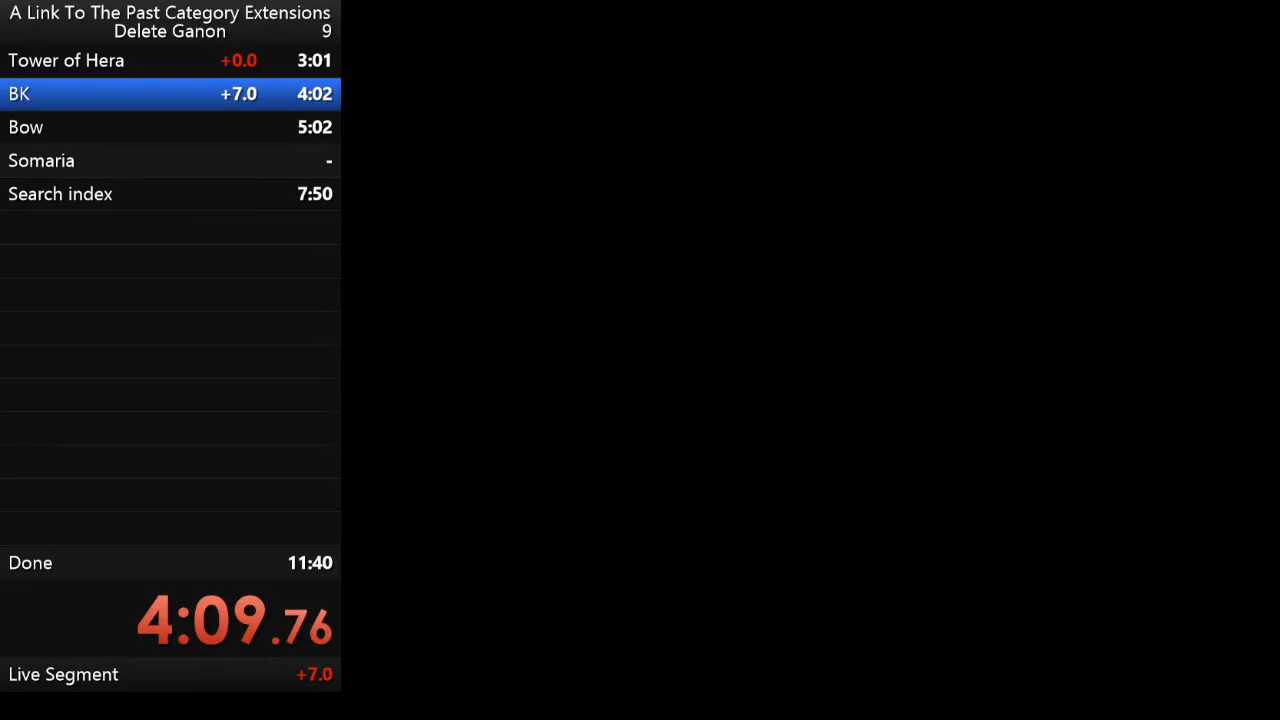 A Link To The Past Category Extensions
Delete Ganon 9
Tower of Hera +0.0 3:01
BK +7.0 4:02
Bow 5:02
Somaria -
Search index 7:50
Done 11:40
4:09.76
Live Segment +7.0